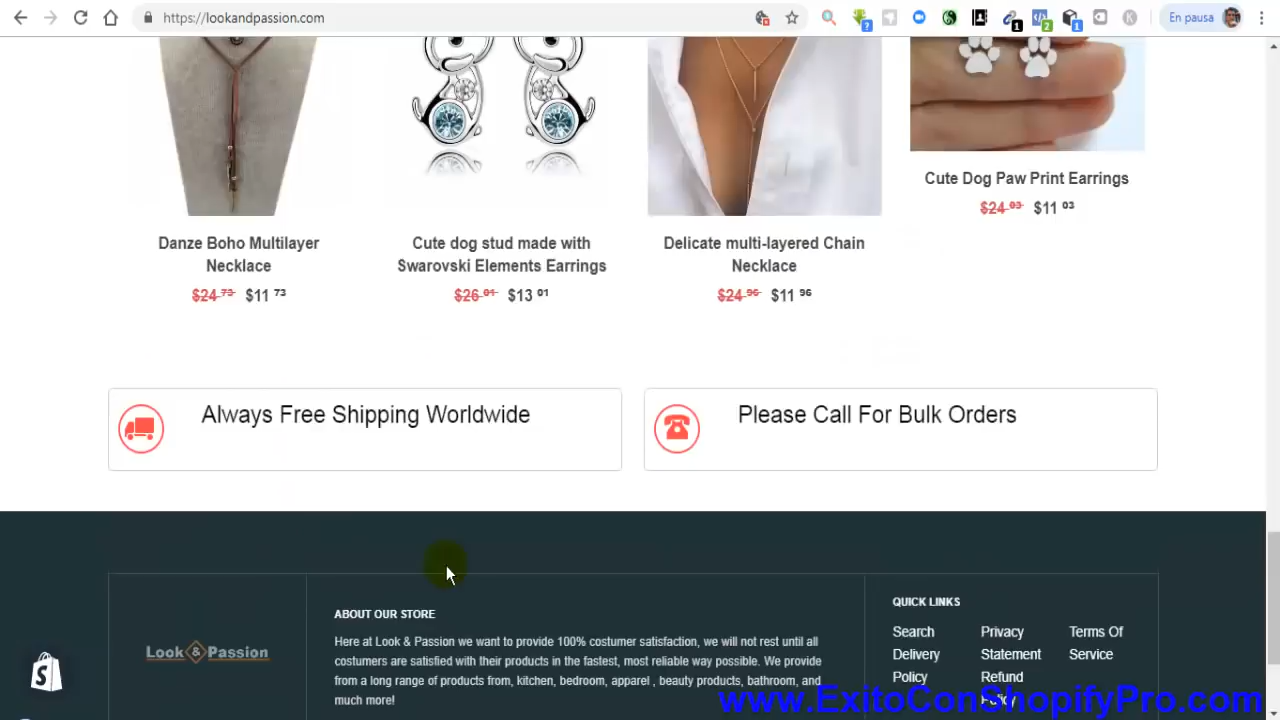 https://lookandpassion.com
En pausa
Cute Dog Paw Print Earrings
$24 03 $11 03
Danze Boho Multilayer
Necklace
$24 73 $11 73
Cute dog stud made with
Swarovski Elements Earrings
$26 01 $13 01
Delicate multi-layered Chain
Necklace
$24 96 $11 96
Always Free Shipping Worldwide
Please Call For Bulk Orders
Look & Passion
ABOUT OUR STORE
Here at Look & Passion we want to provide 100% costumer satisfaction, we will not rest until all
costumers are satisfied with their products in the fastest, most reliable way possible. We provide
from a long range of products from, kitchen, bedroom, apparel , beauty products, bathroom, and
much more!
QUICK LINKS
Search
Delivery
Policy
Privacy
Statement
Refund
Policy
Terms Of
Service
www.ExitoConShopifyPro.com